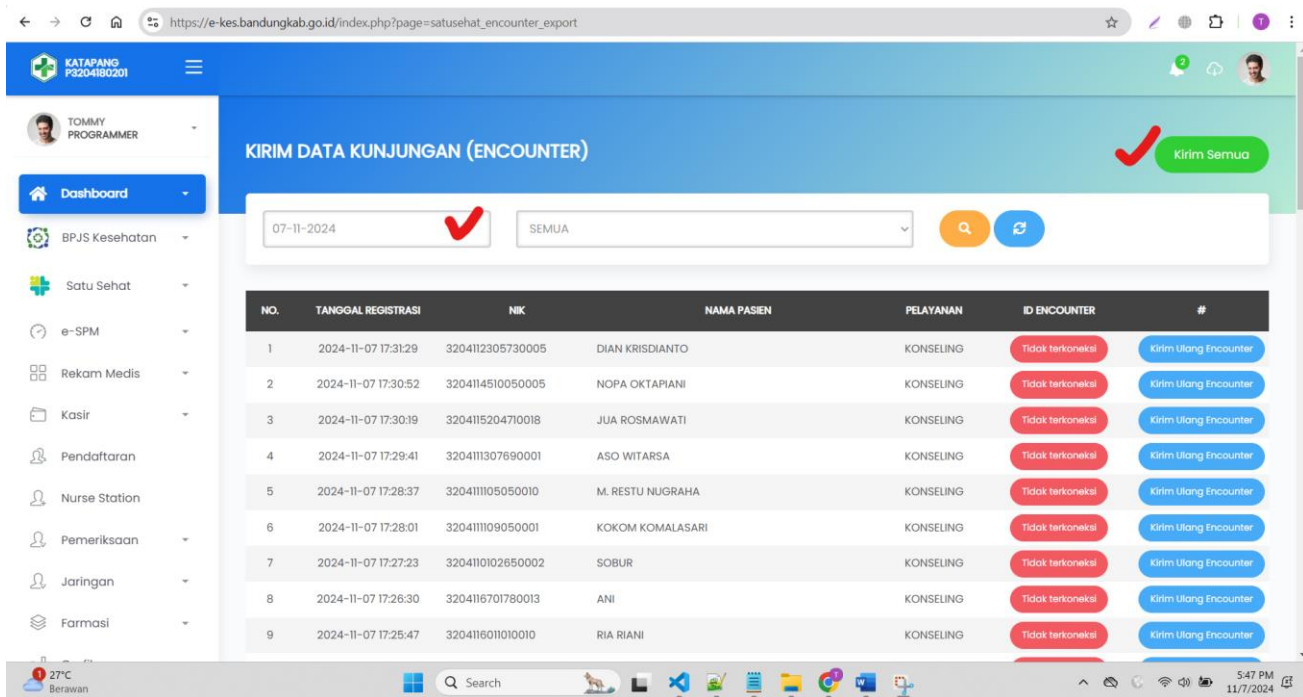 https://e-kes.bandungkab.go.id/index.php?page=satusehat_encounter_export
T
KATAPANG
P3204180201
2
TOMMY
PROGRAMMER
KIRIM DATA KUNJUNGAN (ENCOUNTER)
Kirim Semua
Dashboard
BPJS Kesehatan
Satu Sehat
e-SPM
Rekam Medis
Kasir
Pendaftaran
Nurse Station
Pemeriksaan
Jaringan
Farmasi
07-11-2024
SEMUA
NO. TANGGAL REGISTRASI NIK NAMA PASIEN PELAYANAN ID ENCOUNTER #
1 2024-11-07 17:31:29 3204112305730005 DIAN KRISDIANTO KONSELING Tidak terkoneksi Kirim Ulang Encounter
2 2024-11-07 17:30:52 3204114510050005 NOPA OKTAPIANI KONSELING Tidak terkoneksi Kirim Ulang Encounter
3 2024-11-07 17:30:19 3204115204710018 JUA ROSMAWATI KONSELING Tidak terkoneksi Kirim Ulang Encounter
4 2024-11-07 17:29:41 3204111307690001 ASO WITARSA KONSELING Tidak terkoneksi Kirim Ulang Encounter
5 2024-11-07 17:28:37 3204111105050010 M. RESTU NUGRAHA KONSELING Tidak terkoneksi Kirim Ulang Encounter
6 2024-11-07 17:28:01 3204111109050001 KOKOM KOMALASARI KONSELING Tidak terkoneksi Kirim Ulang Encounter
7 2024-11-07 17:27:23 3204110102650002 SOBUR KONSELING Tidak terkoneksi Kirim Ulang Encounter
8 2024-11-07 17:26:30 3204116701780013 ANI KONSELING Tidak terkoneksi Kirim Ulang Encounter
9 2024-11-07 17:25:47 3204116011010010 RIA RIANI KONSELING Tidak terkoneksi Kirim Ulang Encounter
1
27°C
Berawan
Search
5:47 PM
11/7/2024